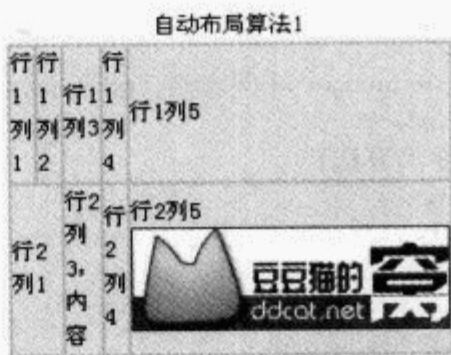 自动布局算法1
行
1
列
1
行
1
列
2
行1
列3
行
1
列
4
行1列5
行2
列1
行2
列
3,
内
容
行
2
列
4
行2列5
豆豆猫的
ddcat.net
窝